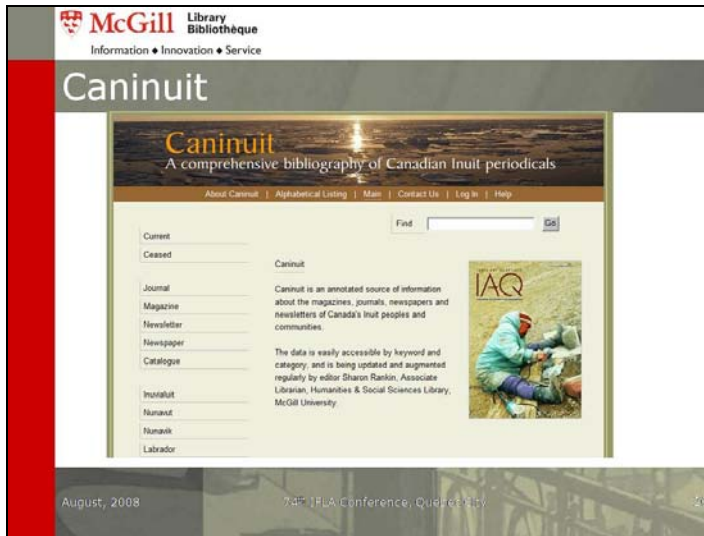 McGill Library
Bibliothèque
Information ♦ Innovation ♦ Service
Caninuit
Caninuit
A comprehensive bibliography of Canadian Inuit periodicals
About Caninuit | Alphabetical Listing | Main | Contact Us | Log In | Help
Find Go
Current
Ceased
Journal
Magazine
Newsletter
Newspaper
Catalogue
Inuvialuit
Nunavut
Nunavik
Labrador
Caninuit
Caninuit is an annotated source of information
about the magazines, journals, newspapers and
newsletters of Canada's Inuit peoples and
communities.
The data is easily accessible by keyword and
category, and is being updated and augmented
regularly by editor Sharon Rankin, Associate
Librarian, Humanities & Social Sciences Library,
McGill University.
IAQ
August, 2008
74th IFLA Conference, Quebec City